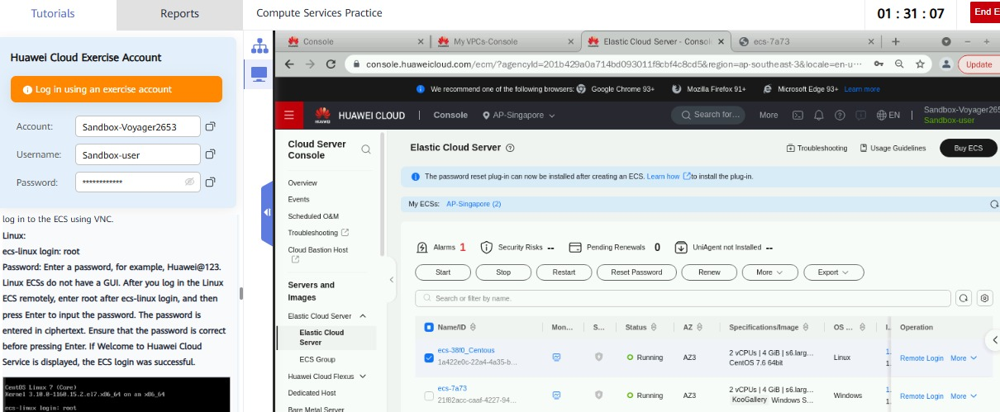 Tutorials
Reports
Compute Services Practice
01 : 31 : 07
End E
Huawei Cloud Exercise Account
Log in using an exercise account
Account: Sandbox-Voyager2653
Username: Sandbox-user
Password: ************
log in to the ECS using VNC.
Linux:
ecs-linux login: root
Password: Enter a password, for example, Huawei@123.
Linux ECSs do not have a GUI. After you log in the Linux
ECS remotely, enter root after ecs-linux login, and then
press Enter to input the password. The password is
entered in ciphertext. Ensure that the password is correct
before pressing Enter. If Welcome to Huawei Cloud
Service is displayed, the ECS login was successful.
CentOS Linux 7 (Core)
Kernel 3.10.0-1160.15.2.el7.x86_64 on an x86_64
ecs-linux login: root
Console
My VPCs-Console
Elastic Cloud Server - Consol
ecs-7a73
console.huaweicloud.com/ecm/?agencyId=201b429a0a714bd093011f8cbf4c8cd5&region=ap-southeast-3&locale=en-u…
Update
We recommend one of the following browsers: Google Chrome 93+ Mozilla Firefox 91+ Microsoft Edge 93+ Learn more
HUAWEI
HUAWEI CLOUD | Console AP-Singapore Search for... More EN
Sandbox-Voyager265
Sandbox-user
Cloud Server
Console
Overview
Events
Scheduled O&M
Troubleshooting
Cloud Bastion Host
Servers and
Images
Elastic Cloud Server
Elastic Cloud
Server
ECS Group
Huawei Cloud Flexus
Dedicated Host
Bare Metal Server
Elastic Cloud Server
Troubleshooting
Usage Guidelines
Buy ECS
The password reset plug-in can now be installed after creating an ECS. Learn how to install the plug-in.
My ECSs: AP-Singapore (2)
Alarms 1 Security Risks -- Pending Renewals 0 UniAgent not Installed --
Start Stop Restart Reset Password Renew More Export
Search or filter by name.
Name/ID Mon... S... Status AZ Specifications/Image OS ... I... Operation
ecs-38f0_Centous
1a422e0c-22a4-4a35-b...
Running AZ3
2 vCPUs | 4 GiB | s6.larg...
CentOS 7.6 64bit
Linux
1.
1.
Remote Login More
ecs-7a73
21f82acc-caaf-4227-94...
Running AZ3
2 vCPUs | 4 GiB | s6.larg...
KooGallery Windows S...
Windows
1.
1.
Remote Login More